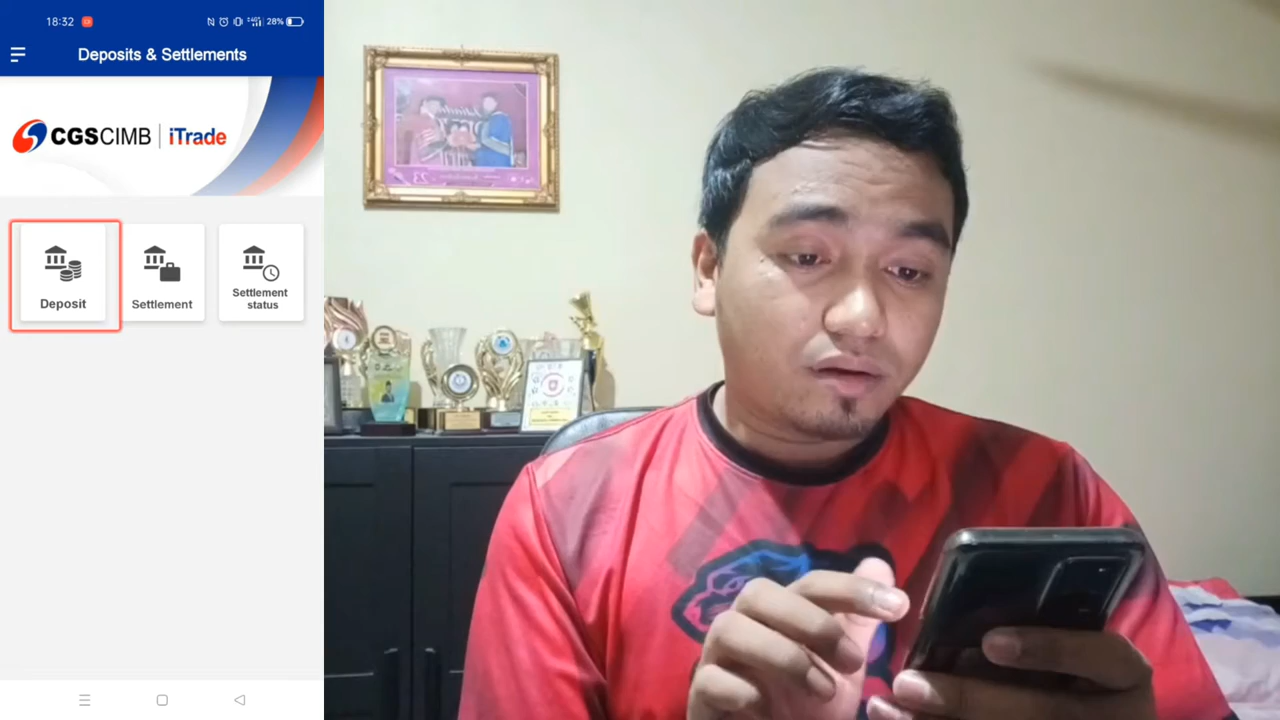 18:32
28%
Deposits & Settlements
CGSCIMB | iTrade
Deposit
Settlement
Settlement
status